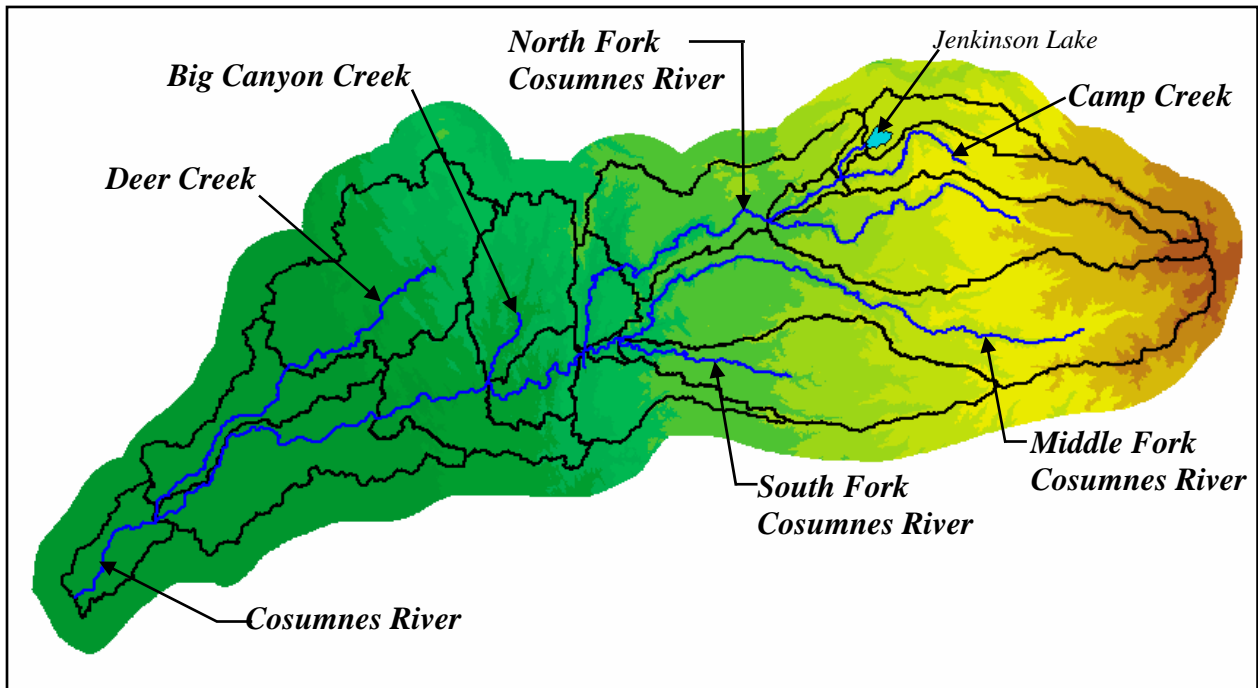 North Fork
Cosumnes River
Jenkinson Lake
Big Canyon Creek
Camp Creek
Deer Creek
Middle Fork
Cosumnes River
South Fork
Cosumnes River
Cosumnes River